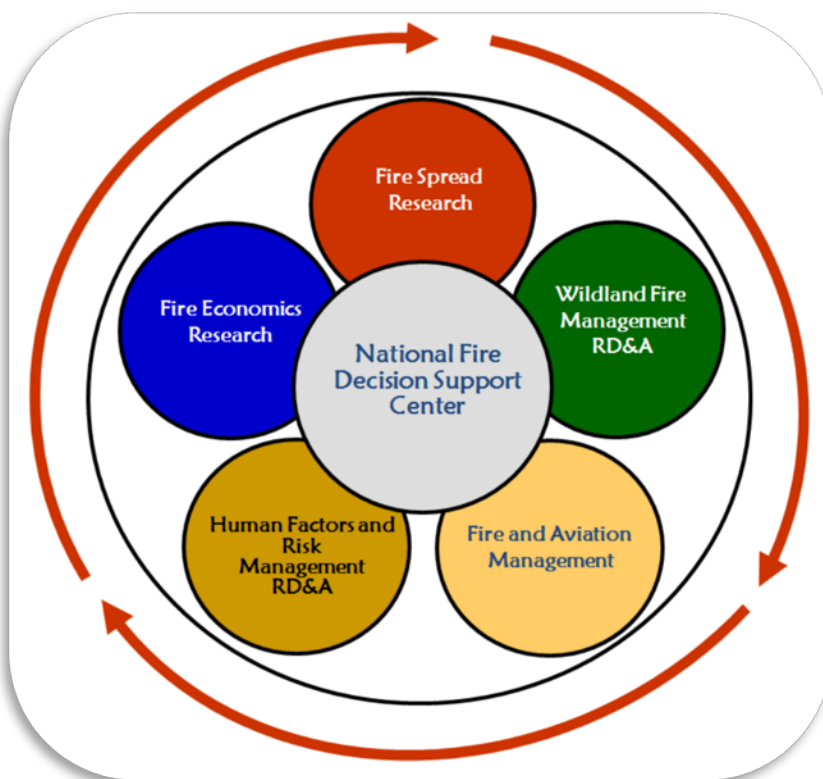 Fire Spread
Research
Fire Economics
Research
Wildland Fire
Management
RD&A
National Fire
Decision Support
Center
Human Factors and
Risk
Management
RD&A
Fire and Aviation
Management